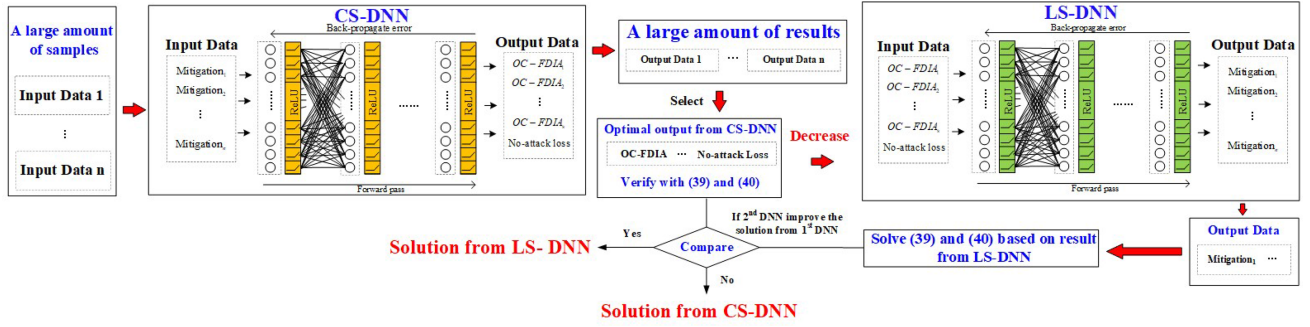 A large amount
of samples
Input Data 1
⋮
Input Data n
CS-DNN
Back-propagate error
Input Data
Mitigation₁
Mitigation₂
⋮
Mitigationₙ
ReLU
ReLU
......
ReLU
Output Data
OC − FDIA₁
OC − FDIA₂
⋮
OC − FDIAₙ
No-attack loss
Forward pass
A large amount of results
Output Data 1 ... Output Data n
Select
Optimal output from CS-DNN
OC-FDIA ... No-attack Loss
Verify with (39) and (40)
Decrease
LS-DNN
Back-propagate error
Input Data
OC − FDIA₁
OC − FDIA₂
⋮
OC − FDIAₙ
No-attack loss
ReLU
ReLU
......
ReLU
Output Data
Mitigation₁
Mitigation₂
⋮
Mitigationₙ
Forward pass
Output Data
Mitigation₁ ...
Solve (39) and (40) based on result
from LS-DNN
If 2ⁿᵈ DNN improve the
solution from 1ˢᵗ DNN
Compare
Yes
Solution from LS- DNN
No
Solution from CS-DNN